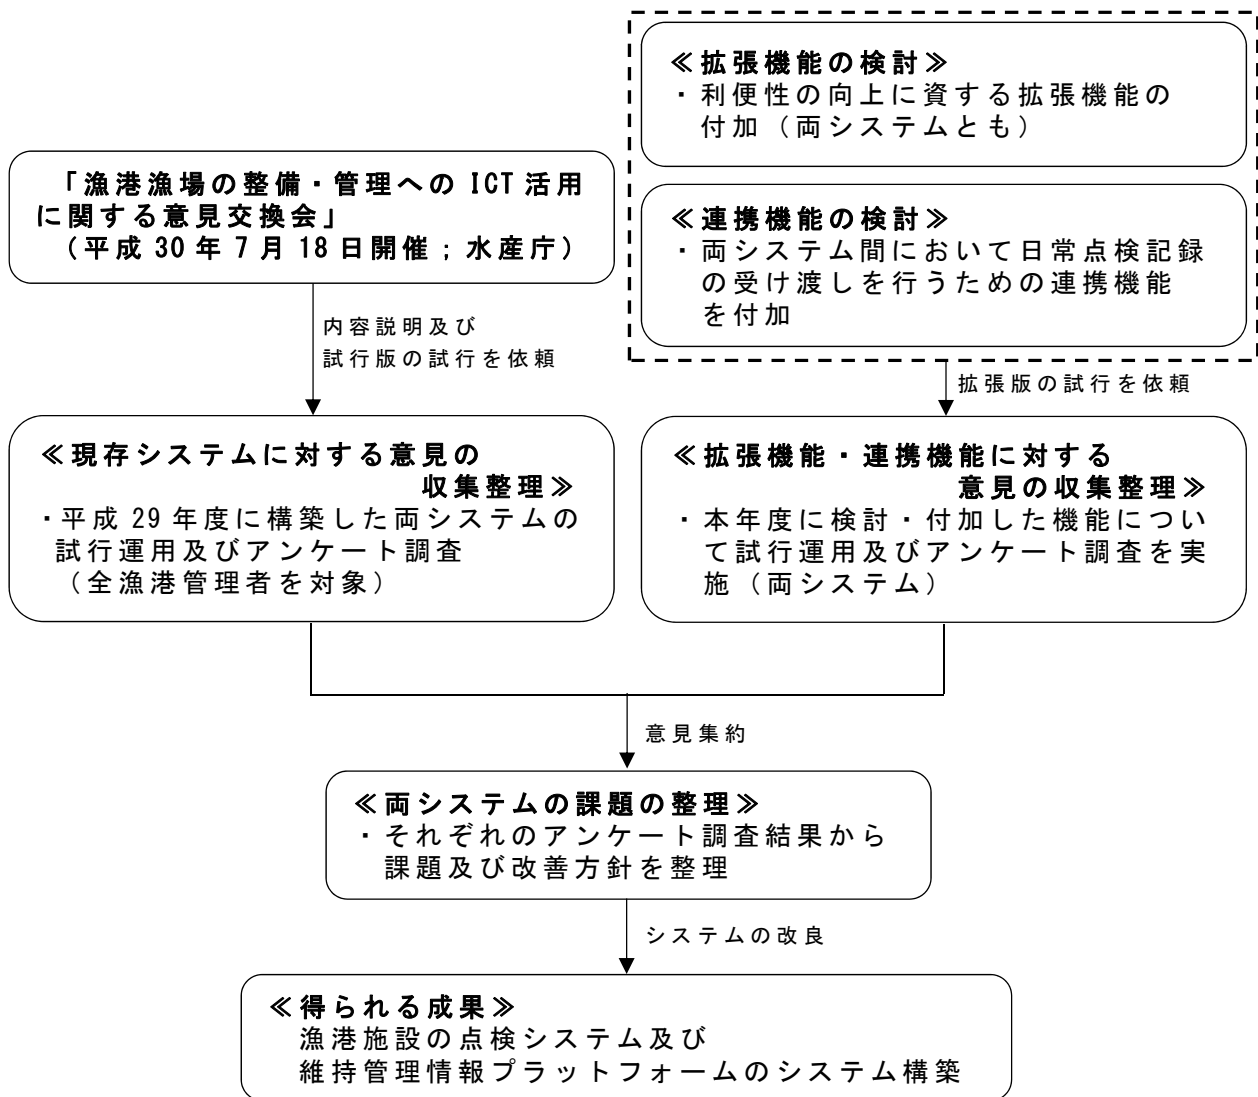 ≪拡張機能の検討≫
・利便性の向上に資する拡張機能の
付加（両システムとも）
「漁港漁場の整備・管理への ICT 活用
に関する意見交換会」
（平成 30 年 7 月 18 日開催；水産庁）
≪連携機能の検討≫
・両システム間において日常点検記録
の受け渡しを行うための連携機能
を付加
内容説明及び
試行版の試行を依頼
拡張版の試行を依頼
≪現存システムに対する意見の
収集整理≫
・平成 29 年度に構築した両システムの
試行運用及びアンケート調査
（全漁港管理者を対象）
≪拡張機能・連携機能に対する
意見の収集整理≫
・本年度に検討・付加した機能につい
て試行運用及びアンケート調査を実
施（両システム）
意見集約
≪両システムの課題の整理≫
・それぞれのアンケート調査結果から
課題及び改善方針を整理
システムの改良
≪得られる成果≫
漁港施設の点検システム及び
維持管理情報プラットフォームのシステム構築